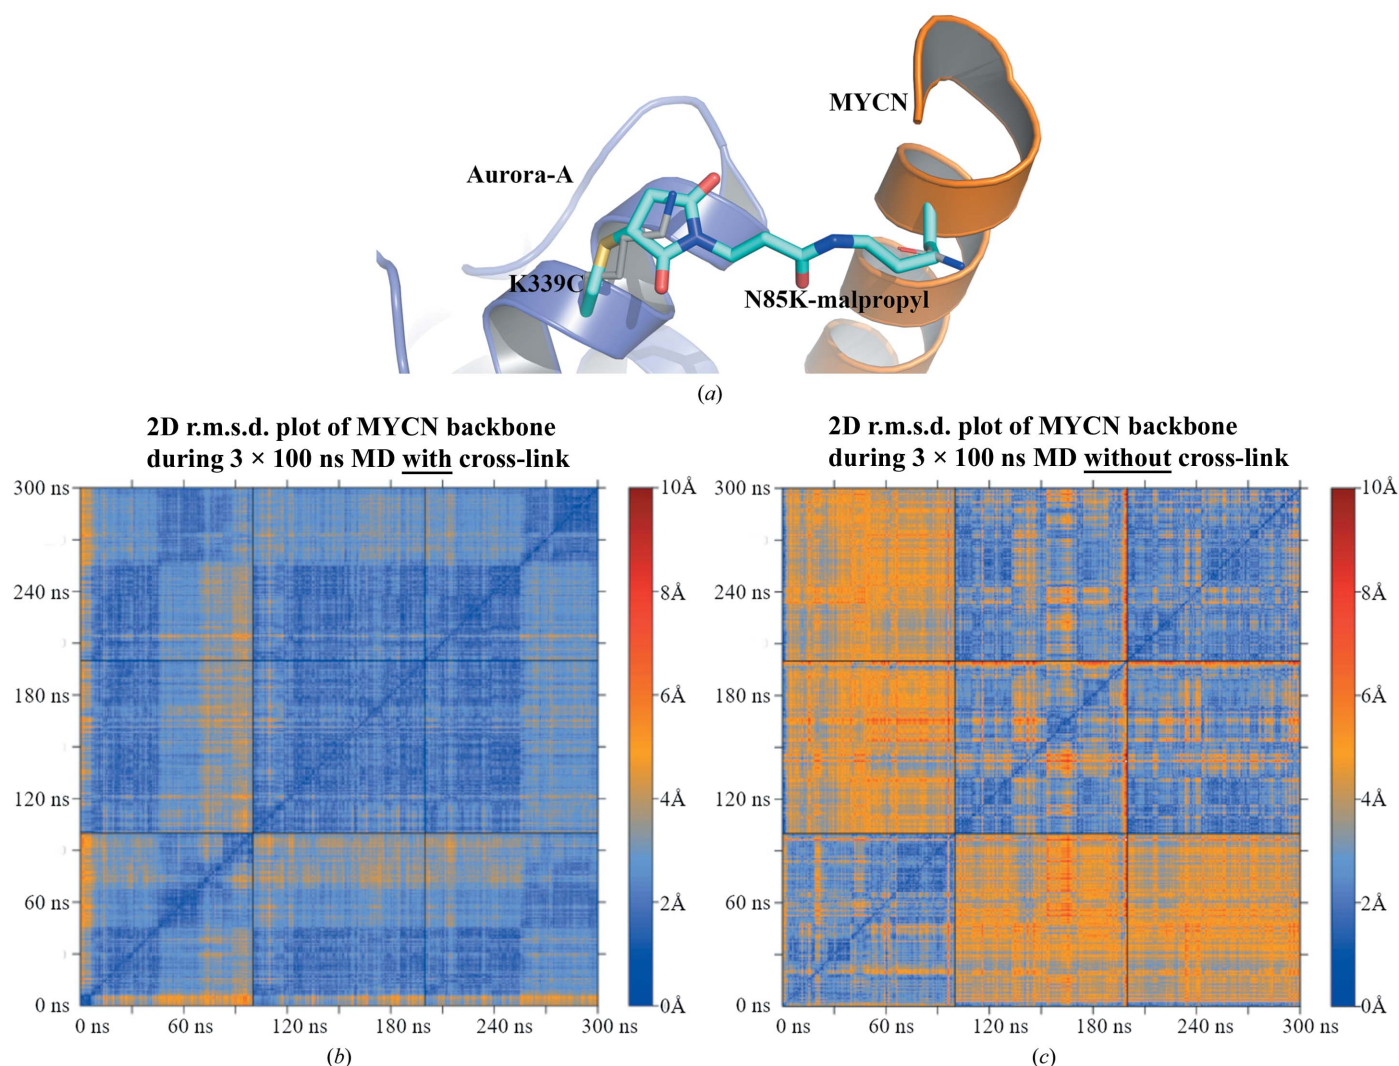 MYCN
Aurora-A
K339C
N85K-malpropyl
(a)
2D r.m.s.d. plot of MYCN backbone
during 3 × 100 ns MD with cross-link
300 ns
240 ns
180 ns
120 ns
60 ns
0 ns
0 ns 60 ns 120 ns 180 ns 240 ns 300 ns
10Å
8Å
6Å
4Å
2Å
0Å
(b)
2D r.m.s.d. plot of MYCN backbone
during 3 × 100 ns MD without cross-link
300 ns
240 ns
180 ns
120 ns
60 ns
0 ns
0 ns 60 ns 120 ns 180 ns 240 ns 300 ns
10Å
8Å
6Å
4Å
2Å
0Å
(c)